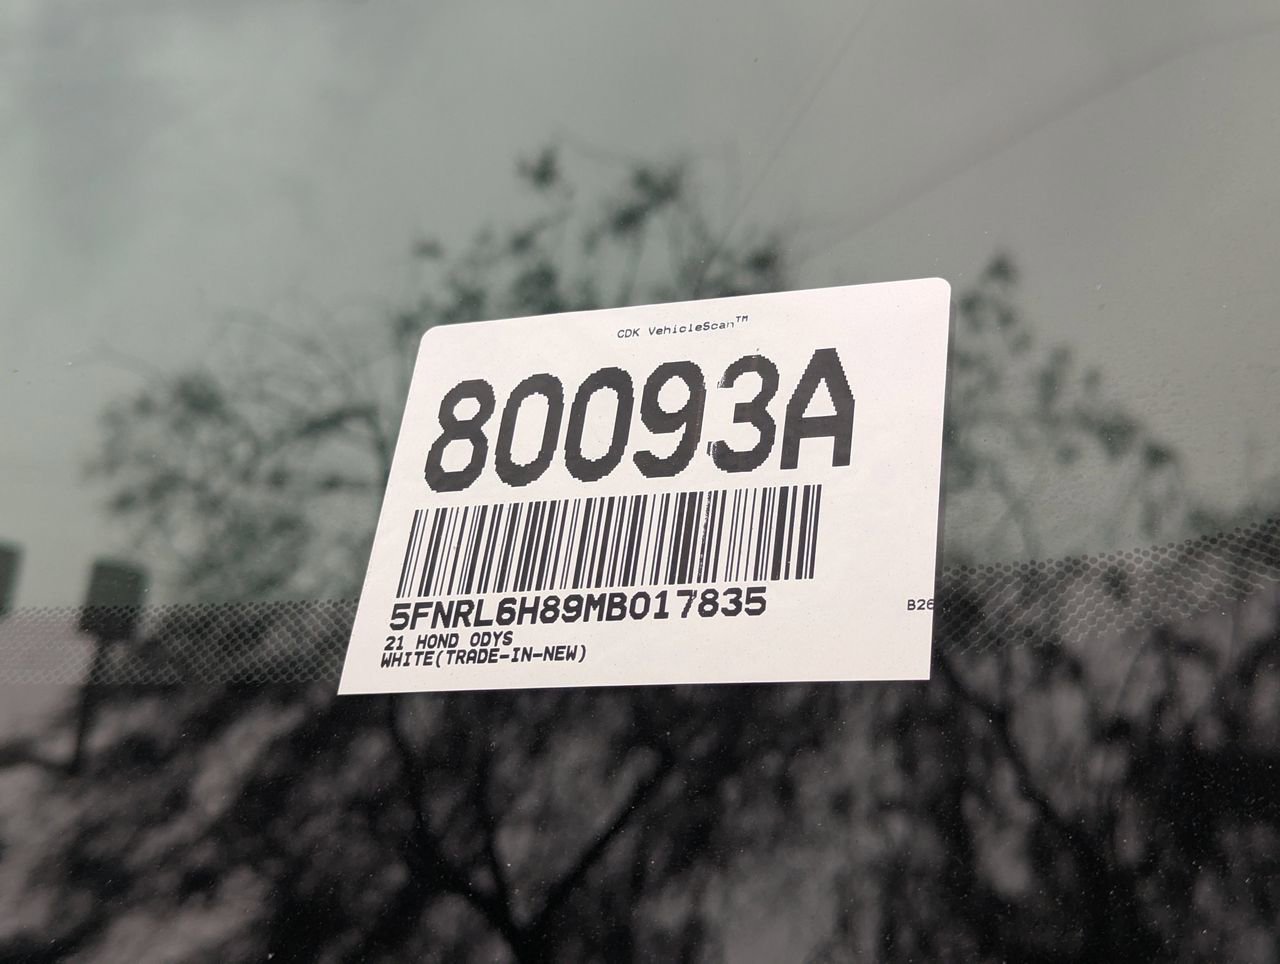 CDK VehicleScan™
80093A
5FNRL6H89MB017835
B26
21 HOND ODYS
WHITE(TRADE-IN-NEW)